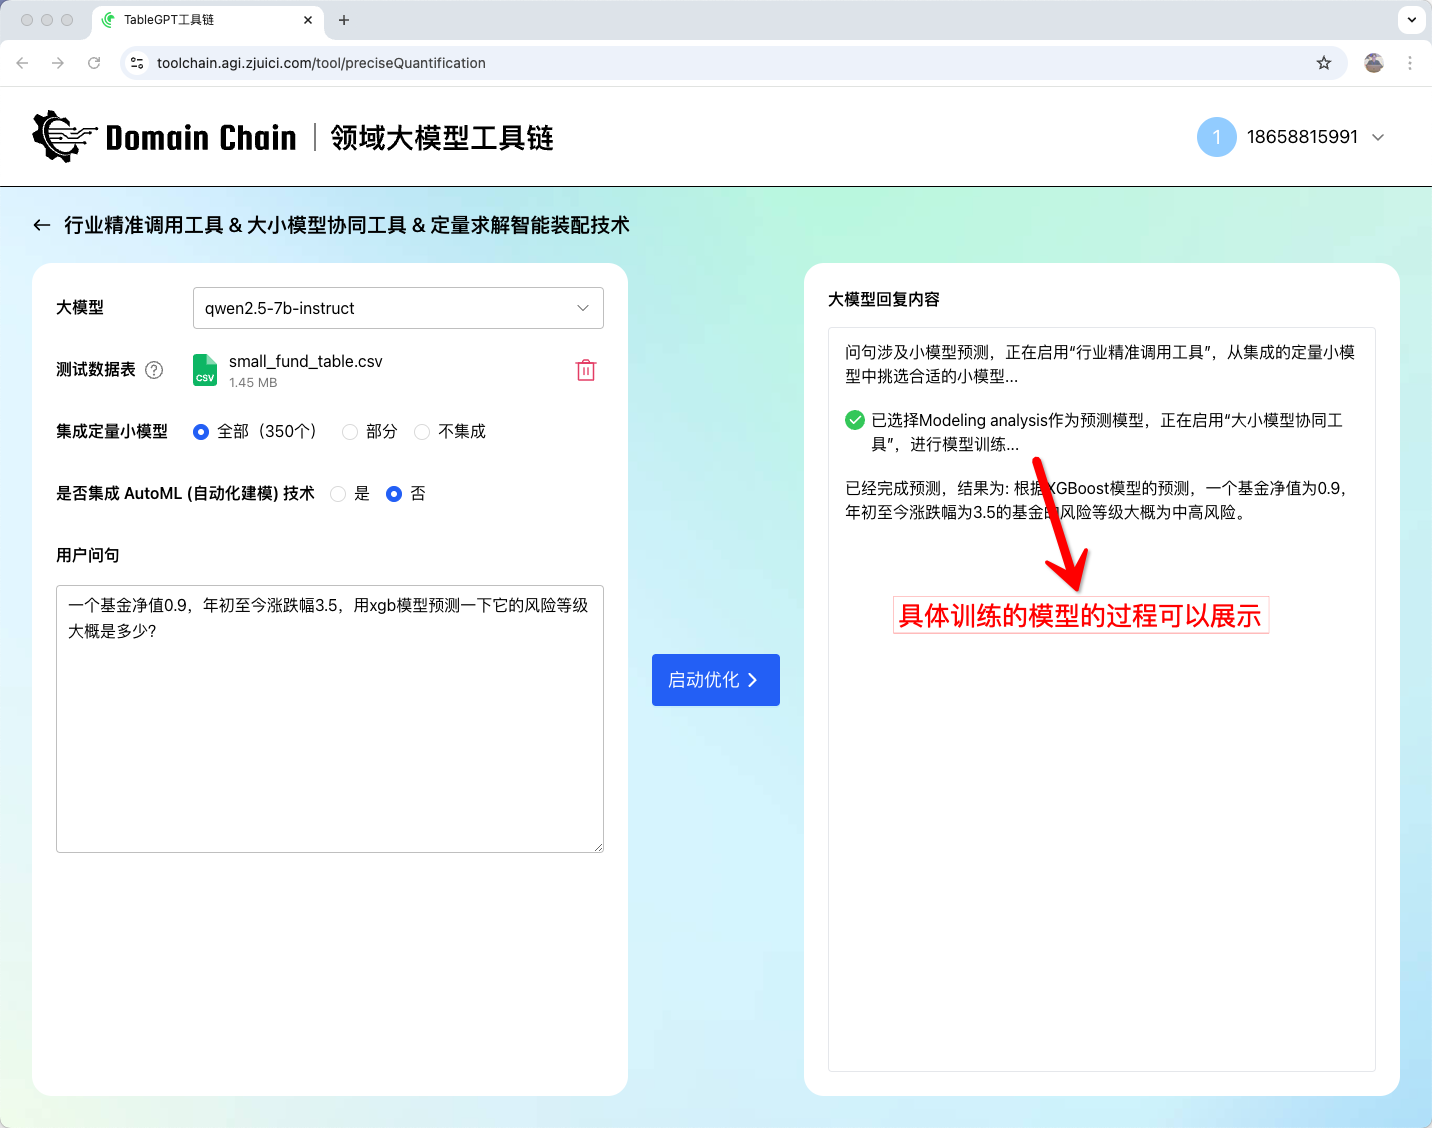 TableGPT工具链
toolchain.agi.zjuici.com/tool/preciseQuantification
Domain Chain | 领域大模型工具链
1 18658815991
行业精准调用工具 & 大小模型协同工具 & 定量求解智能装配技术
大模型
qwen2.5-7b-instruct
测试数据表
CSV
small_fund_table.csv
1.45 MB
集成定量小模型
全部（350个） 部分 不集成
是否集成 AutoML (自动化建模) 技术 是 否
用户问句
一个基金净值0.9，年初至今涨跌幅3.5，用xgb模型预测一下它的风险等级
大概是多少?
启动优化
大模型回复内容
问句涉及小模型预测，正在启用“行业精准调用工具”，从集成的定量小模
型中挑选合适的小模型...
已选择Modeling analysis作为预测模型，正在启用“大小模型协同工
具”，进行模型训练...
已经完成预测，结果为: 根据XGBoost模型的预测，一个基金净值为0.9，
年初至今涨跌幅为3.5的基金的风险等级大概为中高风险。
具体训练的模型的过程可以展示